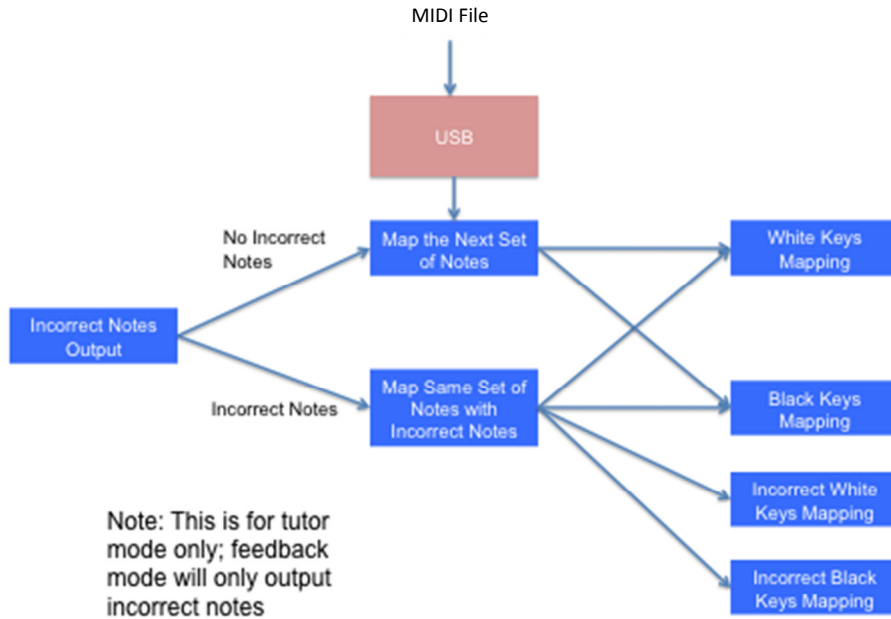 MIDI File
USB
No Incorrect
Notes
Map the Next Set
of Notes
White Keys
Mapping
Incorrect Notes
Output
Incorrect Notes
Map Same Set of
Notes with
Incorrect Notes
Black Keys
Mapping
Incorrect White
Keys Mapping
Incorrect Black
Keys Mapping
Note: This is for tutor
mode only; feedback
mode will only output
incorrect notes